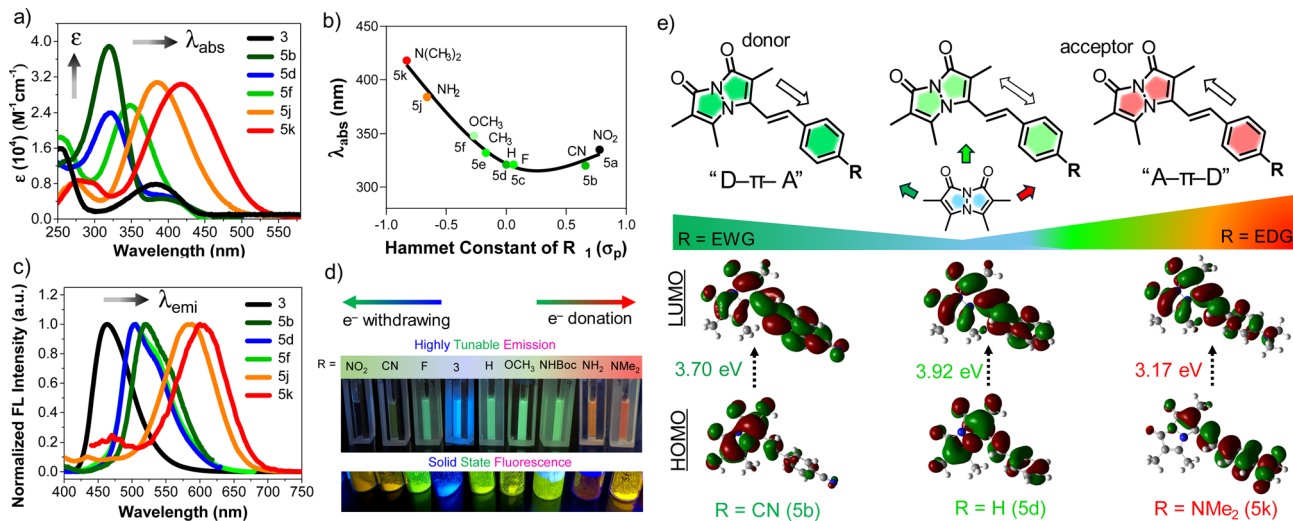 a)
ε
λabs
3
5b
5d
5f
5j
5k
4.0
3.2
2.4
1.6
0.8
0.0
ε (10⁴) (M⁻¹cm⁻¹)
250 300 350 400 450 500 550
Wavelength (nm)
b)
450
400
350
300
λabs (nm)
N(CH3)2
5k
NH2
5j
OCH3
5f
CH3
5e
H
5d
F
5c
CN
5b
NO2
5a
-1.0 -0.5 0.0 0.5 1.0
Hammet Constant of R_1 (σp)
c)
λemi
3
5b
5d
5f
5j
5k
1.0
0.8
0.6
0.4
0.2
0.0
Normalized FL Intensity (a.u.)
400 450 500 550 600 650 700 750
Wavelength (nm)
d)
e⁻ withdrawing
e⁻ donation
Highly Tunable Emission
R = NO2 CN F 3 H OCH3 NHBoc NH2 NMe2
Solid State Fluorescence
e)
donor
acceptor
O O
N
N
R
O O
N
N
R
O O
N
N
R
"D–π– A"
O O
N
N
"A–π–D"
R = EWG
R = EDG
LUMO
3.70 eV
3.92 eV
3.17 eV
HOMO
R = CN (5b)
R = H (5d)
R = NMe2 (5k)